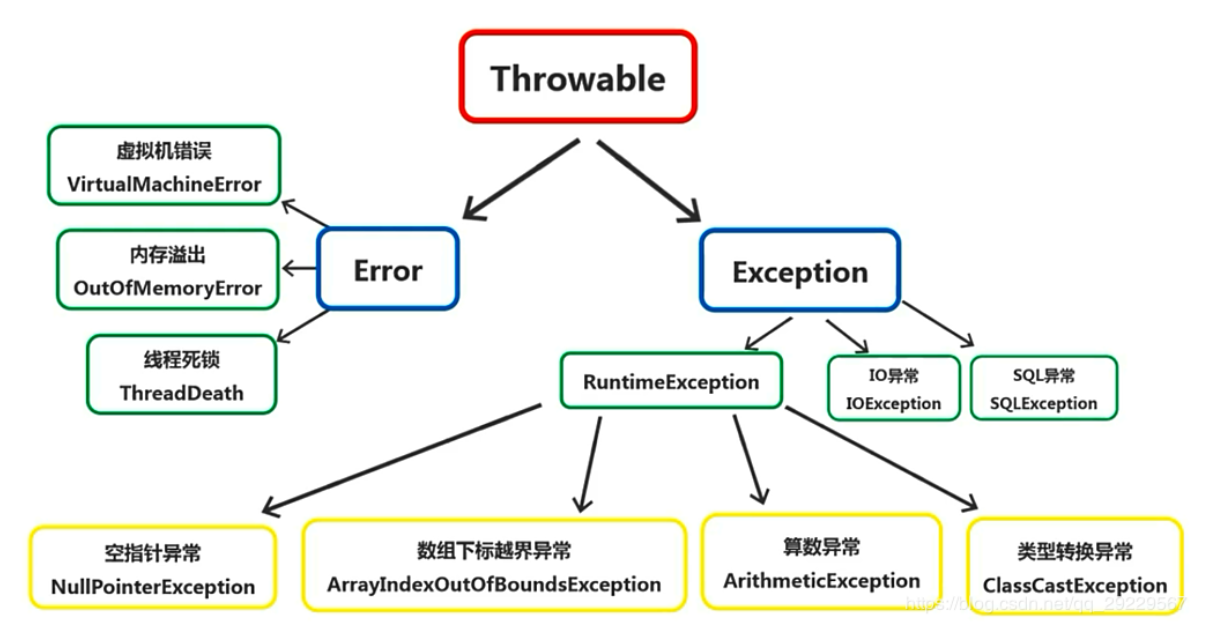 Throwable
虚拟机错误
VirtualMachineError
内存溢出
OutOfMemoryError
线程死锁
ThreadDeath
Error
Exception
RuntimeException
IO异常
IOException
SQL异常
SQLException
空指针异常
NullPointerException
数组下标越界异常
ArrayIndexOutOfBoundsException
算数异常
ArithmeticException
类型转换异常
ClassCastException
https://blog.csdn.net/qq_29229567